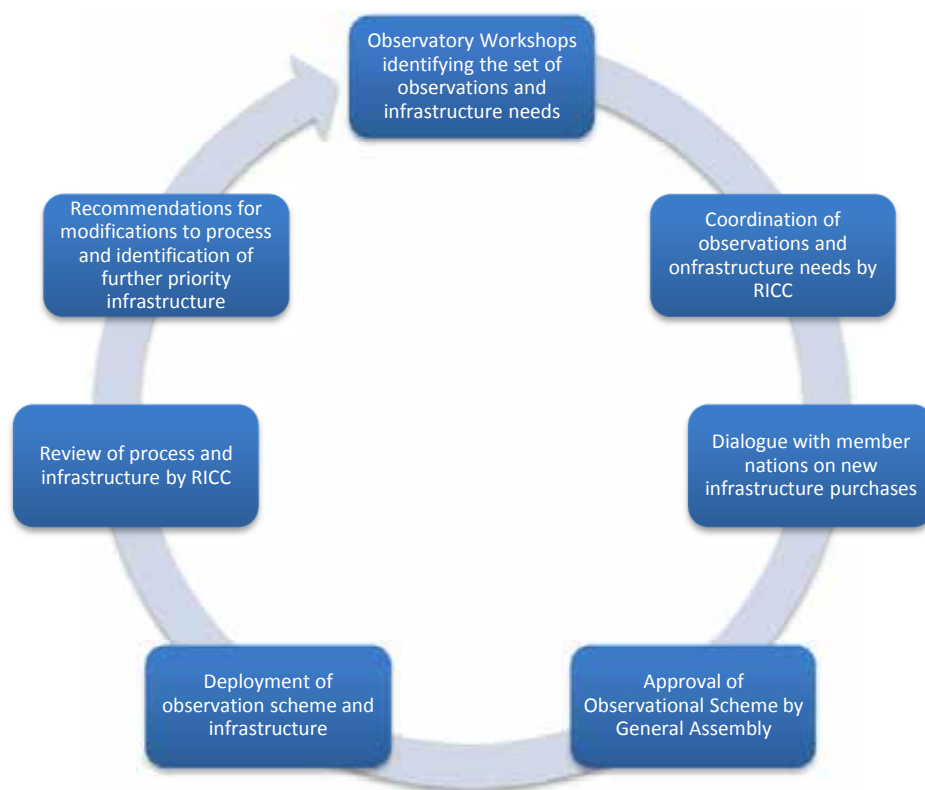 Observatory Workshops
identifying the set of
observations and
infrastructure needs
Coordination of
observations and
onfrastructure needs by
RICC
Dialogue with member
nations on new
infrastructure purchases
Approval of
Observational Scheme by
General Assembly
Deployment of
observation scheme and
infrastructure
Review of process and
infrastructure by RICC
Recommendations for
modifications to process
and identification of
further priority
infrastructure